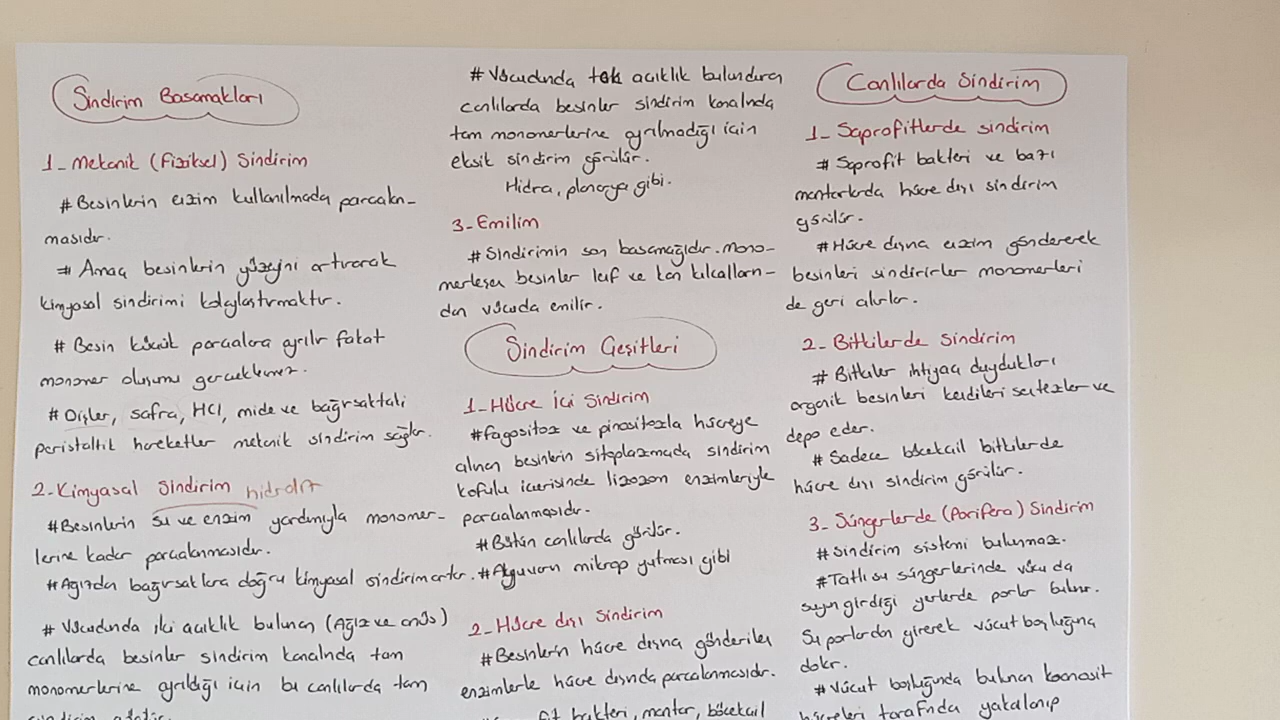 Sindirim Basamakları
1- Mekanik (Fiziksel) Sindirim
# Besinlerin enzim kullanılmada parçalan-
masıdır.
# Amaç besinlerin yüzeyini artırarak
kimyasal sindirimi kolaylaştırmaktır.
# Besin küçük parçalara ayrılır fakat
monomer oluşumu gerçekleşmez.
# Dişler, safra, HCl, mide ve bağırsaktaki
peristaltik hareketler mekanik sindirim sağlar.
2- Kimyasal Sindirim hidroliz
# Besinlerin su ve enzim yardımıyla monomer-
lerine kadar parçalanmasıdır.
# Ağızdan bağırsaklara doğru kimyasal sindirim artar.
# Vücudunda iki açıklık bulunan (Ağız ve anüs)
canlılarda besinler sindirim kanalında tam
monomerlerine ayrıldığı için bu canlılarda tam
# Vücudunda tek açıklık bulunduran
canlılarda besinler sindirim kanalında
tam monomerlerine ayrılmadığı için
eksik sindirim görülür.
Hidra, planarya gibi.
3- Emilim
# Sindirimin son basamağıdır. Mono-
merleşen besinler lenf ve kan kılcalların-
dan vücuda emilir.
Sindirim Çeşitleri
1- Hücre İçi Sindirim
# Fagositoz ve pinositozla hücreye
alınan besinlerin sitoplazmada sindirim
kofulu içerisinde lizozom enzimleriyle
parçalanmasıdır.
# Bütün canlılarda görülür.
# Akyuvarın mikrop yutması gibi
2- Hücre dışı Sindirim
# Besinlerin hücre dışına gönderilen
enzimlerle hücre dışında parçalanmasıdır.
bakteri, mantar, böcekçil
Canlılarda Sindirim
1- Saprofitlerde sindirim
# Saprofit bakteri ve bazı
mantarlarda hücre dışı sindirim
görülür.
# Hücre dışına enzim göndererek
besinleri sindirirler monomerleri
de geri alırlar.
2- Bitkilerde Sindirim
# Bitkiler ihtiyaç duydukları
organik besinleri kendileri sentezler ve
depo eder.
# Sadece böcekçil bitkilerde
hücre dışı sindirim görülür.
3- Süngerlerde (Porifera) Sindirim
# Sindirim sistemi bulunmaz.
# Tatlı su süngerlerinde vücuda
suyun girdiği yerlerde porlar bulunur.
Su porlardan girerek vücut boşluğuna
dolar.
# Vücut boşluğunda bulunan koanosit
hücreleri tarafından yakalanıp